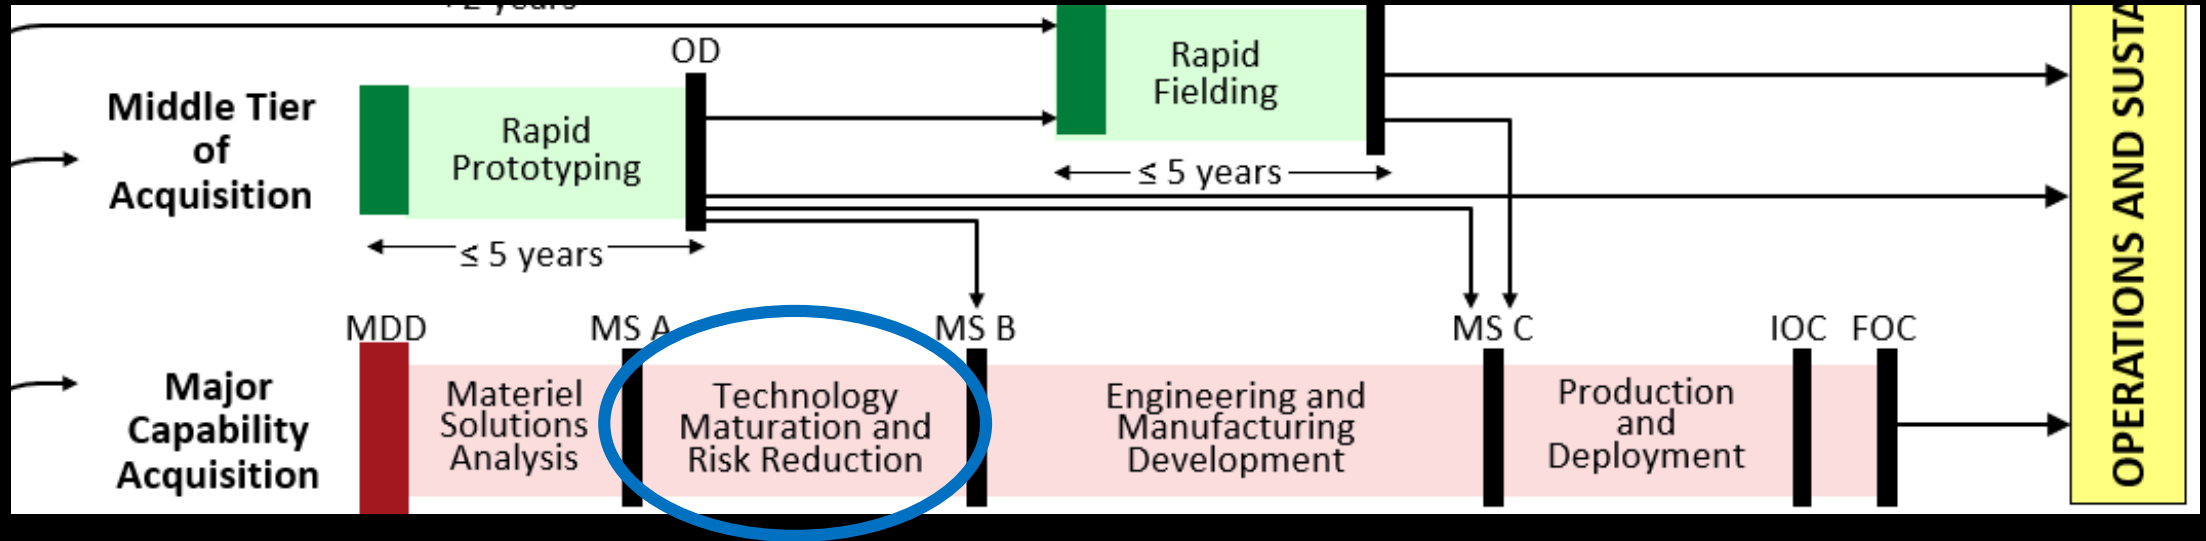 2 years
OD
Rapid
Fielding
Middle Tier
of
Acquisition
Rapid
Prototyping
≤ 5 years
≤ 5 years
MDD
MS A
MS B
MS C
IOC
FOC
Major
Capability
Acquisition
Materiel
Solutions
Analysis
Technology
Maturation and
Risk Reduction
Engineering and
Manufacturing
Development
Production
and
Deployment
OPERATIONS AND SUSTA